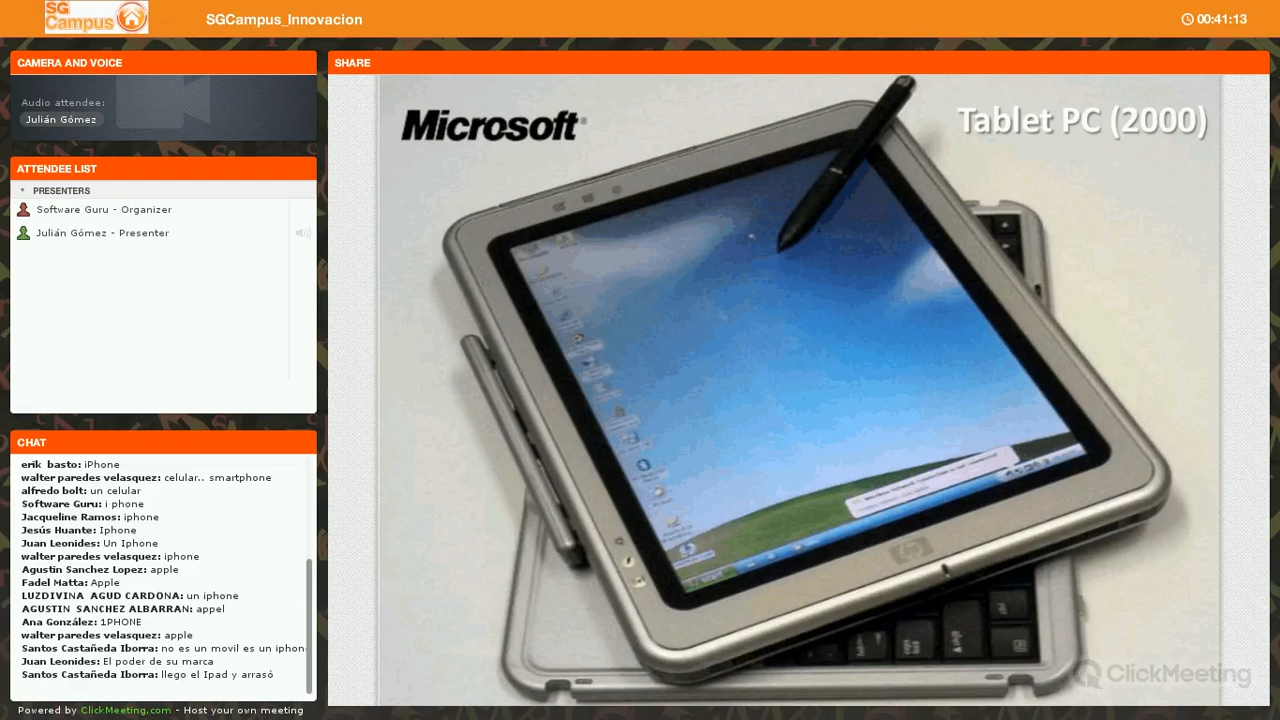 SG
Campus
SGCampus_Innovacion
00:41:13
CAMERA AND VOICE
Audio attendee:
Julián Gómez
ATTENDEE LIST
PRESENTERS
Software Guru - Organizer
Julián Gómez - Presenter
CHAT
erik basto: iPhone
walter paredes velasquez: celular.. smartphone
alfredo bolt: un celular
Software Guru: i phone
Jacqueline Ramos: iphone
Jesús Huante: Iphone
Juan Leonides: Un Iphone
walter paredes velasquez: iphone
Agustin Sanchez Lopez: apple
Fadel Matta: Apple
LUZDIVINA AGUD CARDONA: un iphone
AGUSTIN SANCHEZ ALBARRAN: appel
Ana González: 1PHONE
walter paredes velasquez: apple
Santos Castañeda Iborra: no es un movil es un iphon
Juan Leonides: El poder de su marca
Santos Castañeda Iborra: llego el Ipad y arrasó
Powered by ClickMeeting.com - Host your own meeting
SHARE
Microsoft®
Tablet PC (2000)
hp
ClickMeeting